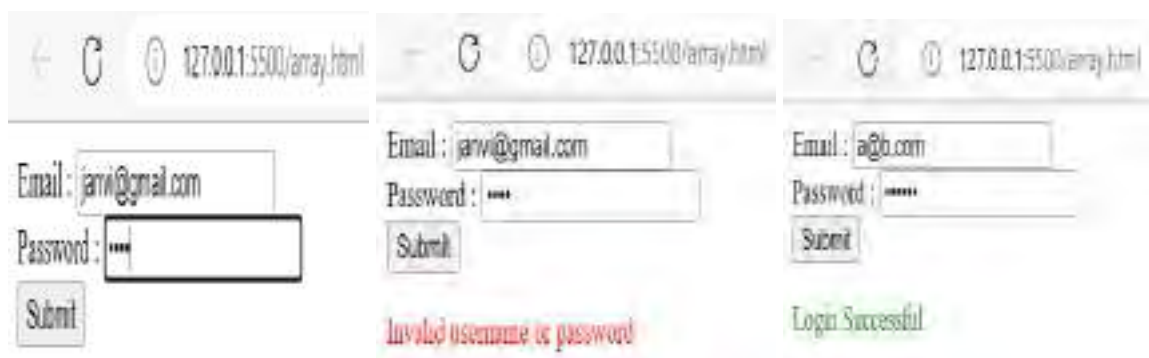 127.0.0.1:5500/array.html
Email : janvi@gmail.com
Password : ••••
Submit
127.0.0.1:5500/array.html
Email : janvi@gmail.com
Password : ••••
Submit
Invalid username or password
127.0.0.1:5500/array.html
Email : a@b.com
Password : ••••••
Submit
Login Successful